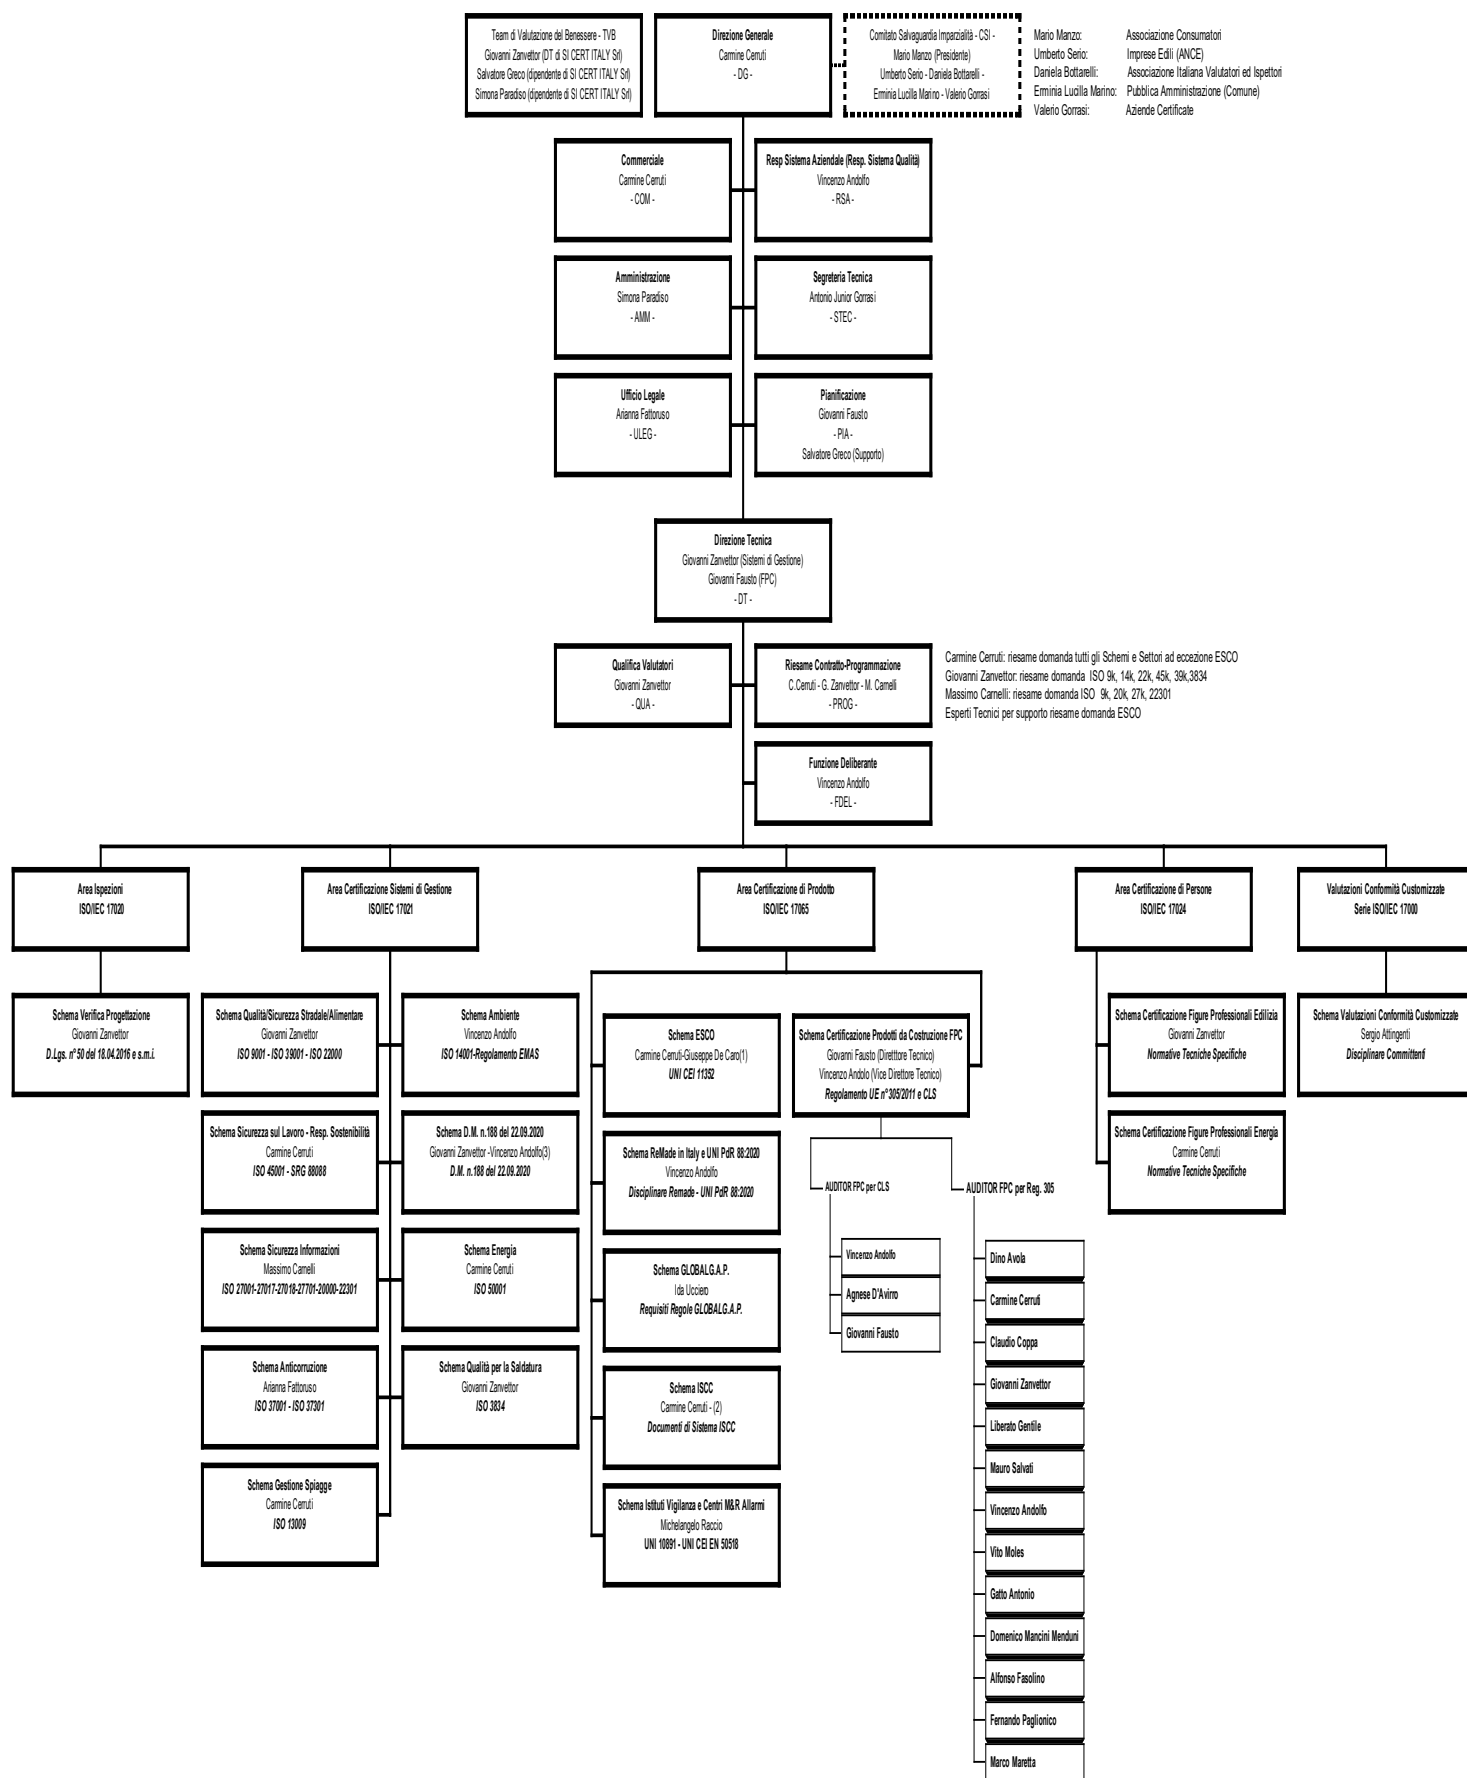 Team di Valutazione del Benessere - TVB
Giovanni Zanvettor (DT di SI CERT ITALY Srl)
Salvatore Greco (dipendente di SI CERT ITALY Srl)
Simona Paradiso (dipendente di SI CERT ITALY Srl)
Direzione Generale
Carmine Cerruti
- DG -
Comitato Salvaguardia Imparzialità - CSI -
Mario Manzo (Presidente)
Umberto Serio - Daniela Bottarelli -
Erminia Lucilla Marino - Valerio Gorrasi
Mario Manzo: Associazione Consumatori
Umberto Serio: Imprese Edili (ANCE)
Daniela Bottarelli: Associazione Italiana Valutatori ed Ispettori
Erminia Lucilla Marino: Pubblica Amministrazione (Comune)
Valerio Gorrasi: Aziende Certificate
Commerciale
Carmine Cerruti
- COM -
Resp Sistema Aziendale (Resp. Sistema Qualità)
Vincenzo Andolfo
- RSA -
Amministrazione
Simona Paradiso
- AMM -
Segreteria Tecnica
Antonio Junior Gorrasi
- STEC -
Ufficio Legale
Arianna Fattoruso
- ULEG -
Pianificazione
Giovanni Fausto
- PIA -
Salvatore Greco (Supporto)
Direzione Tecnica
Giovanni Zanvettor (Sistemi di Gestione)
Giovanni Fausto (FPC)
- DT -
Qualifica Valutatori
Giovanni Zanvettor
- QUA -
Riesame Contratto-Programmazione
C.Cerruti - G. Zanvettor - M. Carnelli
- PROG -
Carmine Cerruti: riesame domanda tutti gli Schemi e Settori ad eccezione ESCO
Giovanni Zanvettor: riesame domanda ISO 9k, 14k, 22k, 45k, 39k,3834
Massimo Carnelli: riesame domanda ISO 9k, 20k, 27k, 22301
Esperti Tecnici per supporto riesame domanda ESCO
Funzione Deliberante
Vincenzo Andolfo
- FDEL -
Area Ispezioni
ISO/IEC 17020
Area Certificazione Sistemi di Gestione
ISO/IEC 17021
Area Certificazione di Prodotto
ISO/IEC 17065
Area Certificazione di Persone
ISO/IEC 17024
Valutazioni Conformità Customizzate
Serie ISO/IEC 17000
Schema Verifica Progettazione
Giovanni Zanvettor
D.Lgs. n°50 del 18.04.2016 e s.m.i.
Schema Qualità/Sicurezza Stradale/Alimentare
Giovanni Zanvettor
ISO 9001 - ISO 39001 - ISO 22000
Schema Ambiente
Vincenzo Andolfo
ISO 14001-Regolamento EMAS
Schema Sicurezza sul Lavoro - Resp. Sostenibilità
Carmine Cerruti
ISO 45001 - SRG 88088
Schema D.M. n.188 del 22.09.2020
Giovanni Zanvettor -Vincenzo Andolfo(3)
D.M. n.188 del 22.09.2020
Schema Sicurezza Informazioni
Massimo Carnelli
ISO 27001-27017-27018-27701-20000-22301
Schema Energia
Carmine Cerruti
ISO 50001
Schema Anticorruzione
Arianna Fattoruso
ISO 37001 - ISO 37301
Schema Qualità per la Saldatura
Giovanni Zanvettor
ISO 3834
Schema Gestione Spiagge
Carmine Cerruti
ISO 13009
Schema ESCO
Carmine Cerruti-Giuseppe De Caro(1)
UNI CEI 11352
Schema ReMade in Italy e UNI PdR 88:2020
Vincenzo Andolfo
Disciplinare Remade - UNI PdR 88:2020
Schema GLOBALG.A.P.
Ida Ucciero
Requisiti Regole GLOBALG.A.P.
Schema ISCC
Carmine Cerruti - (2)
Documenti di Sistema ISCC
Schema Istituti Vigilanza e Centri M&R Allarmi
Michelangelo Raccio
UNI 10891 - UNI CEI EN 50518
Schema Certificazione Prodotti da Costruzione FPC
Giovanni Fausto (Direttore Tecnico)
Vincenzo Andolo (Vice Direttore Tecnico)
Regolamento UE n°305/2011 e CLS
AUDITOR FPC per CLS
Vincenzo Andolfo
Agnese D'Avirro
Giovanni Fausto
AUDITOR FPC per Reg. 305
Dino Avola
Carmine Cerruti
Claudio Coppa
Giovanni Zanvettor
Liberato Gentile
Mauro Salvati
Vincenzo Andolfo
Vito Moles
Gatto Antonio
Domenico Mancini Menduni
Alfonso Fasolino
Fernando Paglionico
Marco Maretta
Schema Certificazione Figure Professionali Edilizia
Giovanni Zanvettor
Normative Tecniche Specifiche
Schema Certificazione Figure Professionali Energia
Carmine Cerruti
Normative Tecniche Specifiche
Schema Valutazioni Conformità Customizzate
Sergio Attingenti
Disciplinare Committenti